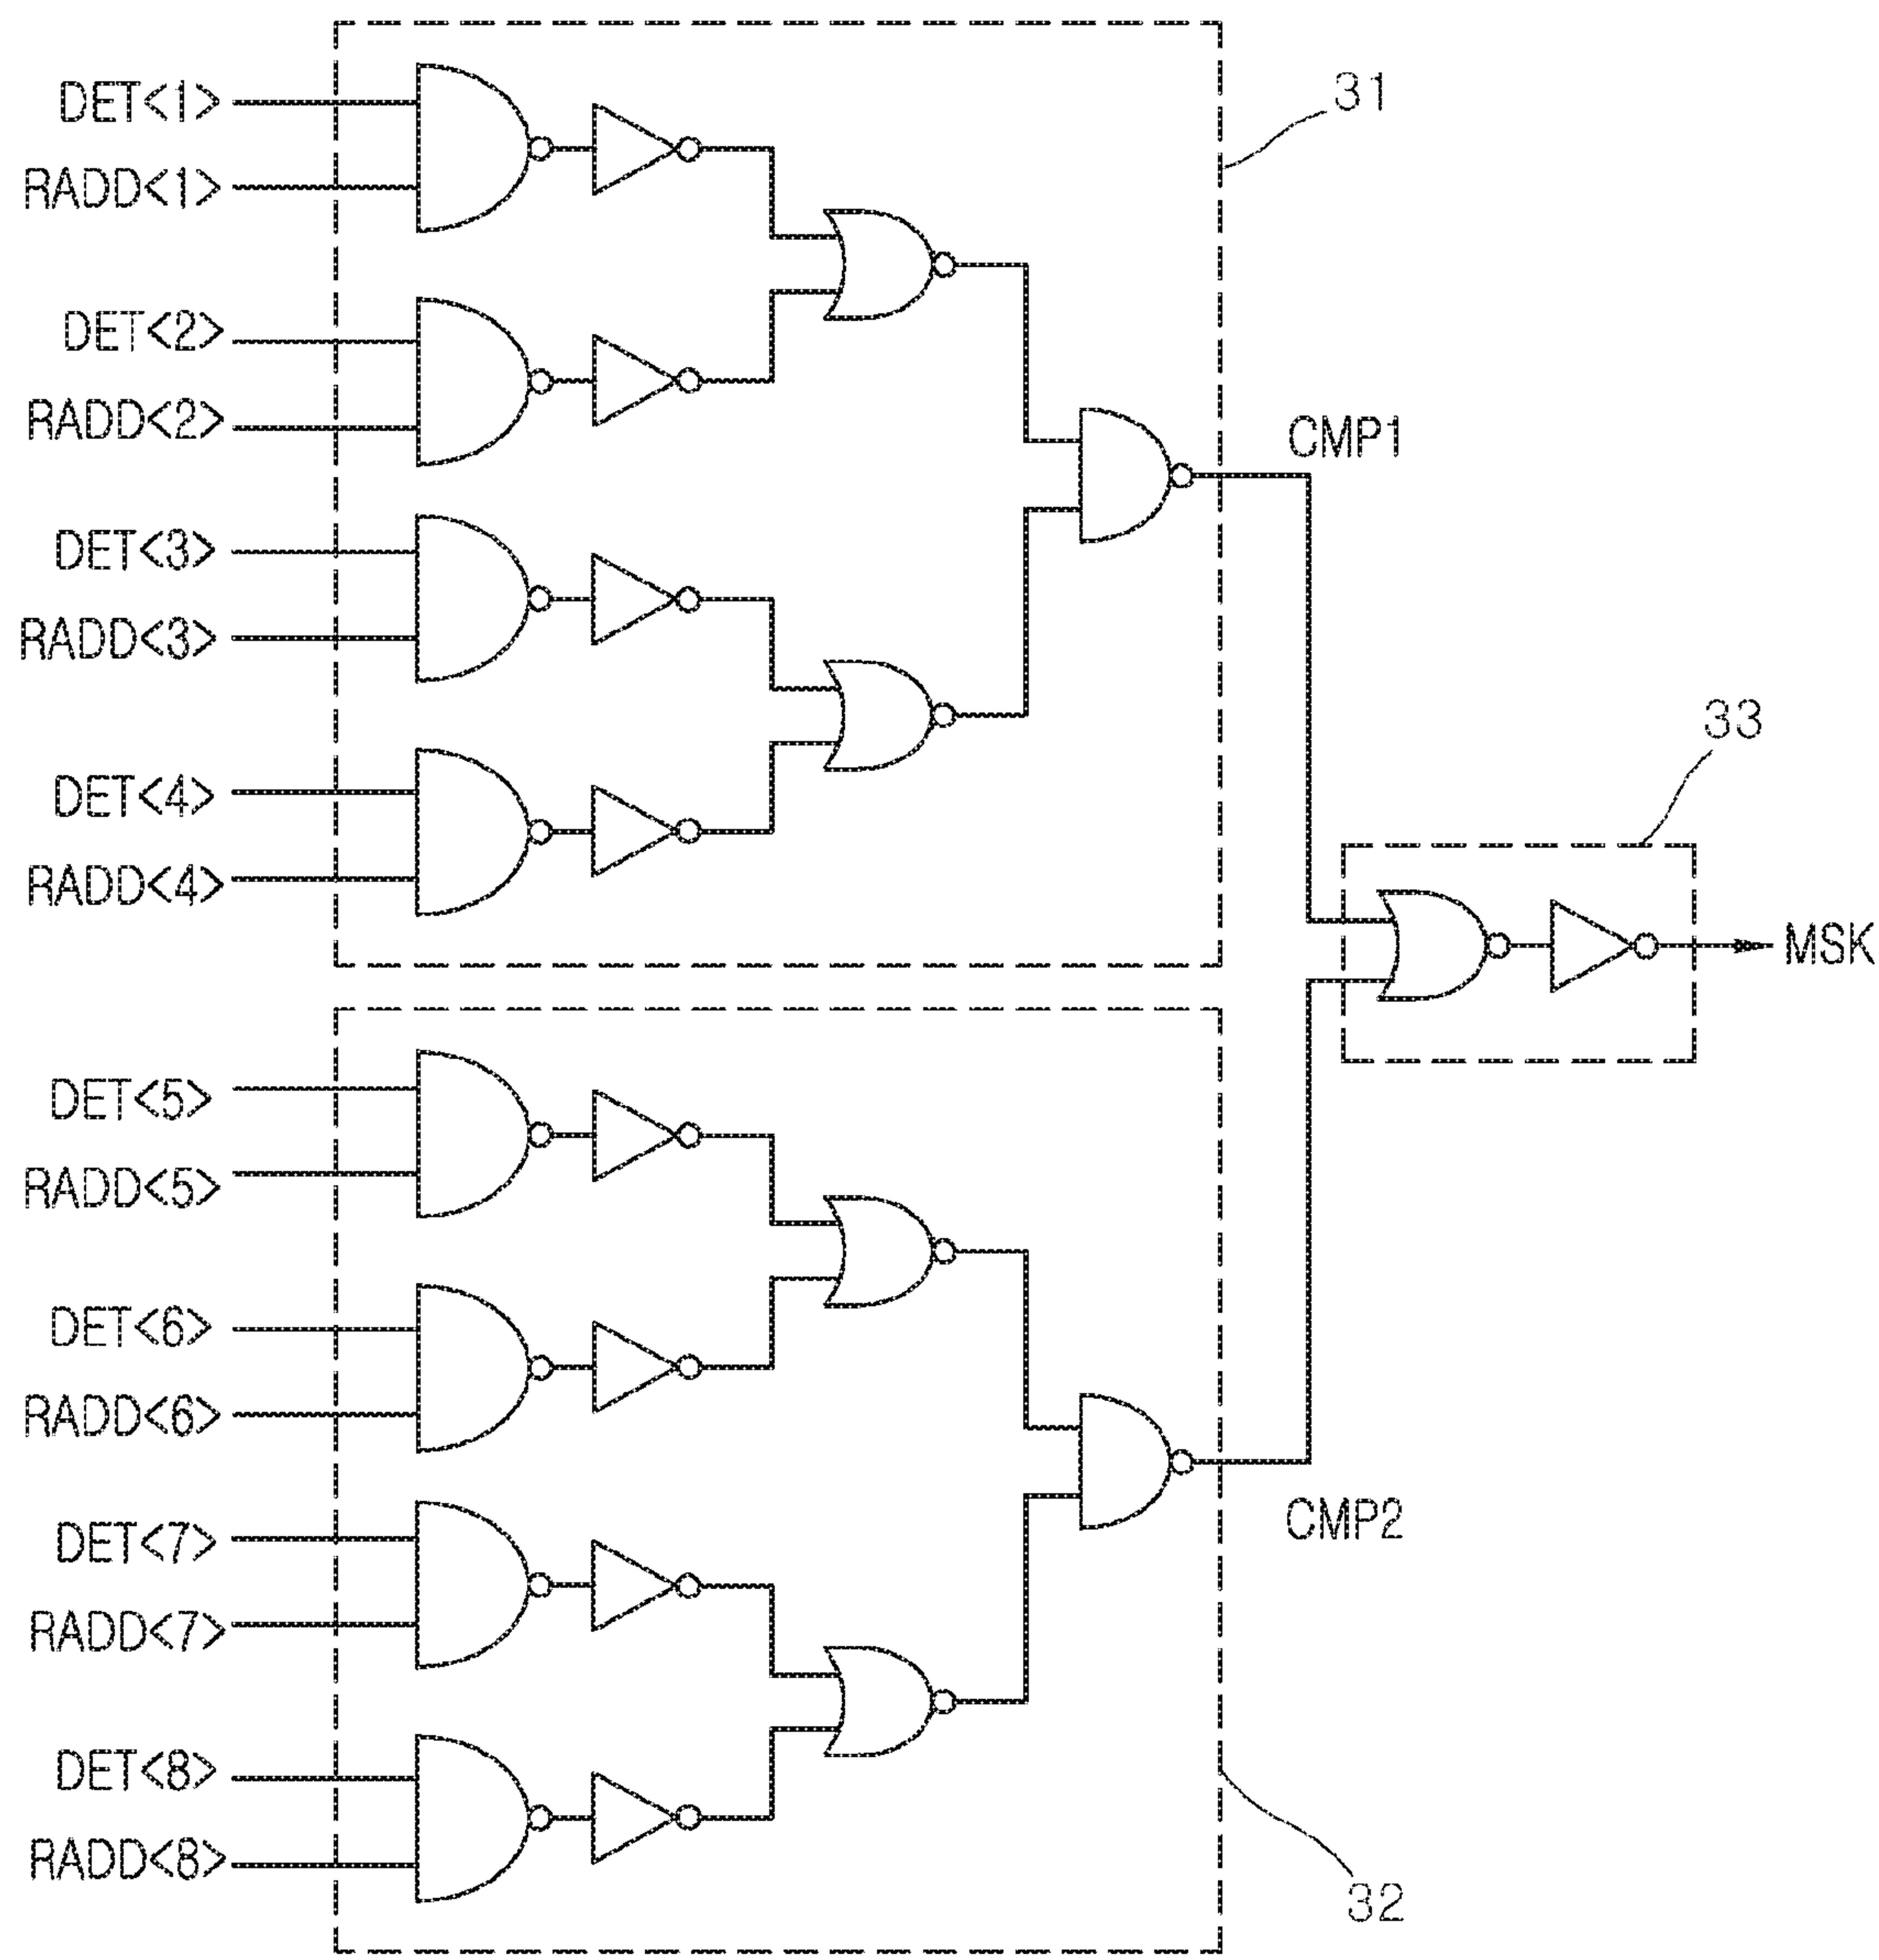 DET<1>
31
RADD<1>
DET<2>
RADD<2>
CMP1
DET<3>
RADD<3>
33
DET<4>
RADD<4>
MSK
DET<5>
RADD<5>
DET<6>
RADD<6>
CMP2
DET<7>
RADD<7>
DET<8>
RADD<8>
32